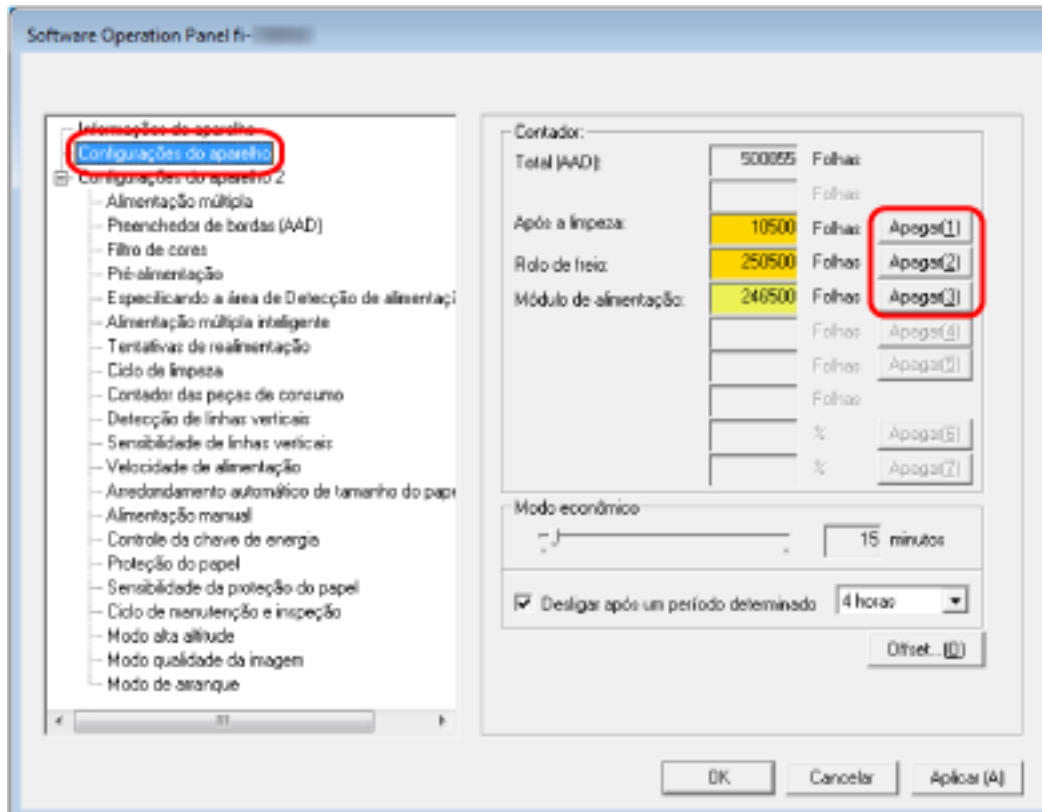 Software Operation Panel fi-
Informações do aparelho
Configurações do aparelho
Configurações do aparelho 2
Alimentação múltipla
Preenchedor de bordas (AAD)
Filtro de cores
Pré-alimentação
Especificando a área de Detecção de alimentaçi
Alimentação múltipla inteligente
Tentativas de realimentação
Ciclo de limpeza
Contador das peças de consumo
Detecção de linhas verticais
Sensibilidade de linhas verticais
Velocidade de alimentação
Arredondamento automático de tamanho do pape
Alimentação manual
Controle da chave de energia
Proteção do papel
Sensibilidade da proteção do papel
Ciclo de manutenção e inspeção
Modo alta altitude
Modo qualidade da imagem
Modo de arranque
Contador:
Total (AAD): 500055 Folhas
Folhas
Após a limpeza: 10500 Folhas Apagar(1)
Rolo de freio: 250500 Folhas Apagar(2)
Módulo de alimentação: 246500 Folhas Apagar(3)
Folhas Apagar(4)
Folhas Apagar(5)
Folhas
% Apagar(6)
% Apagar(7)
Modo econômico
15 minutos
Desligar após um período determinado 4 horas
Offset...(O)
OK Cancelar Aplicar (A)